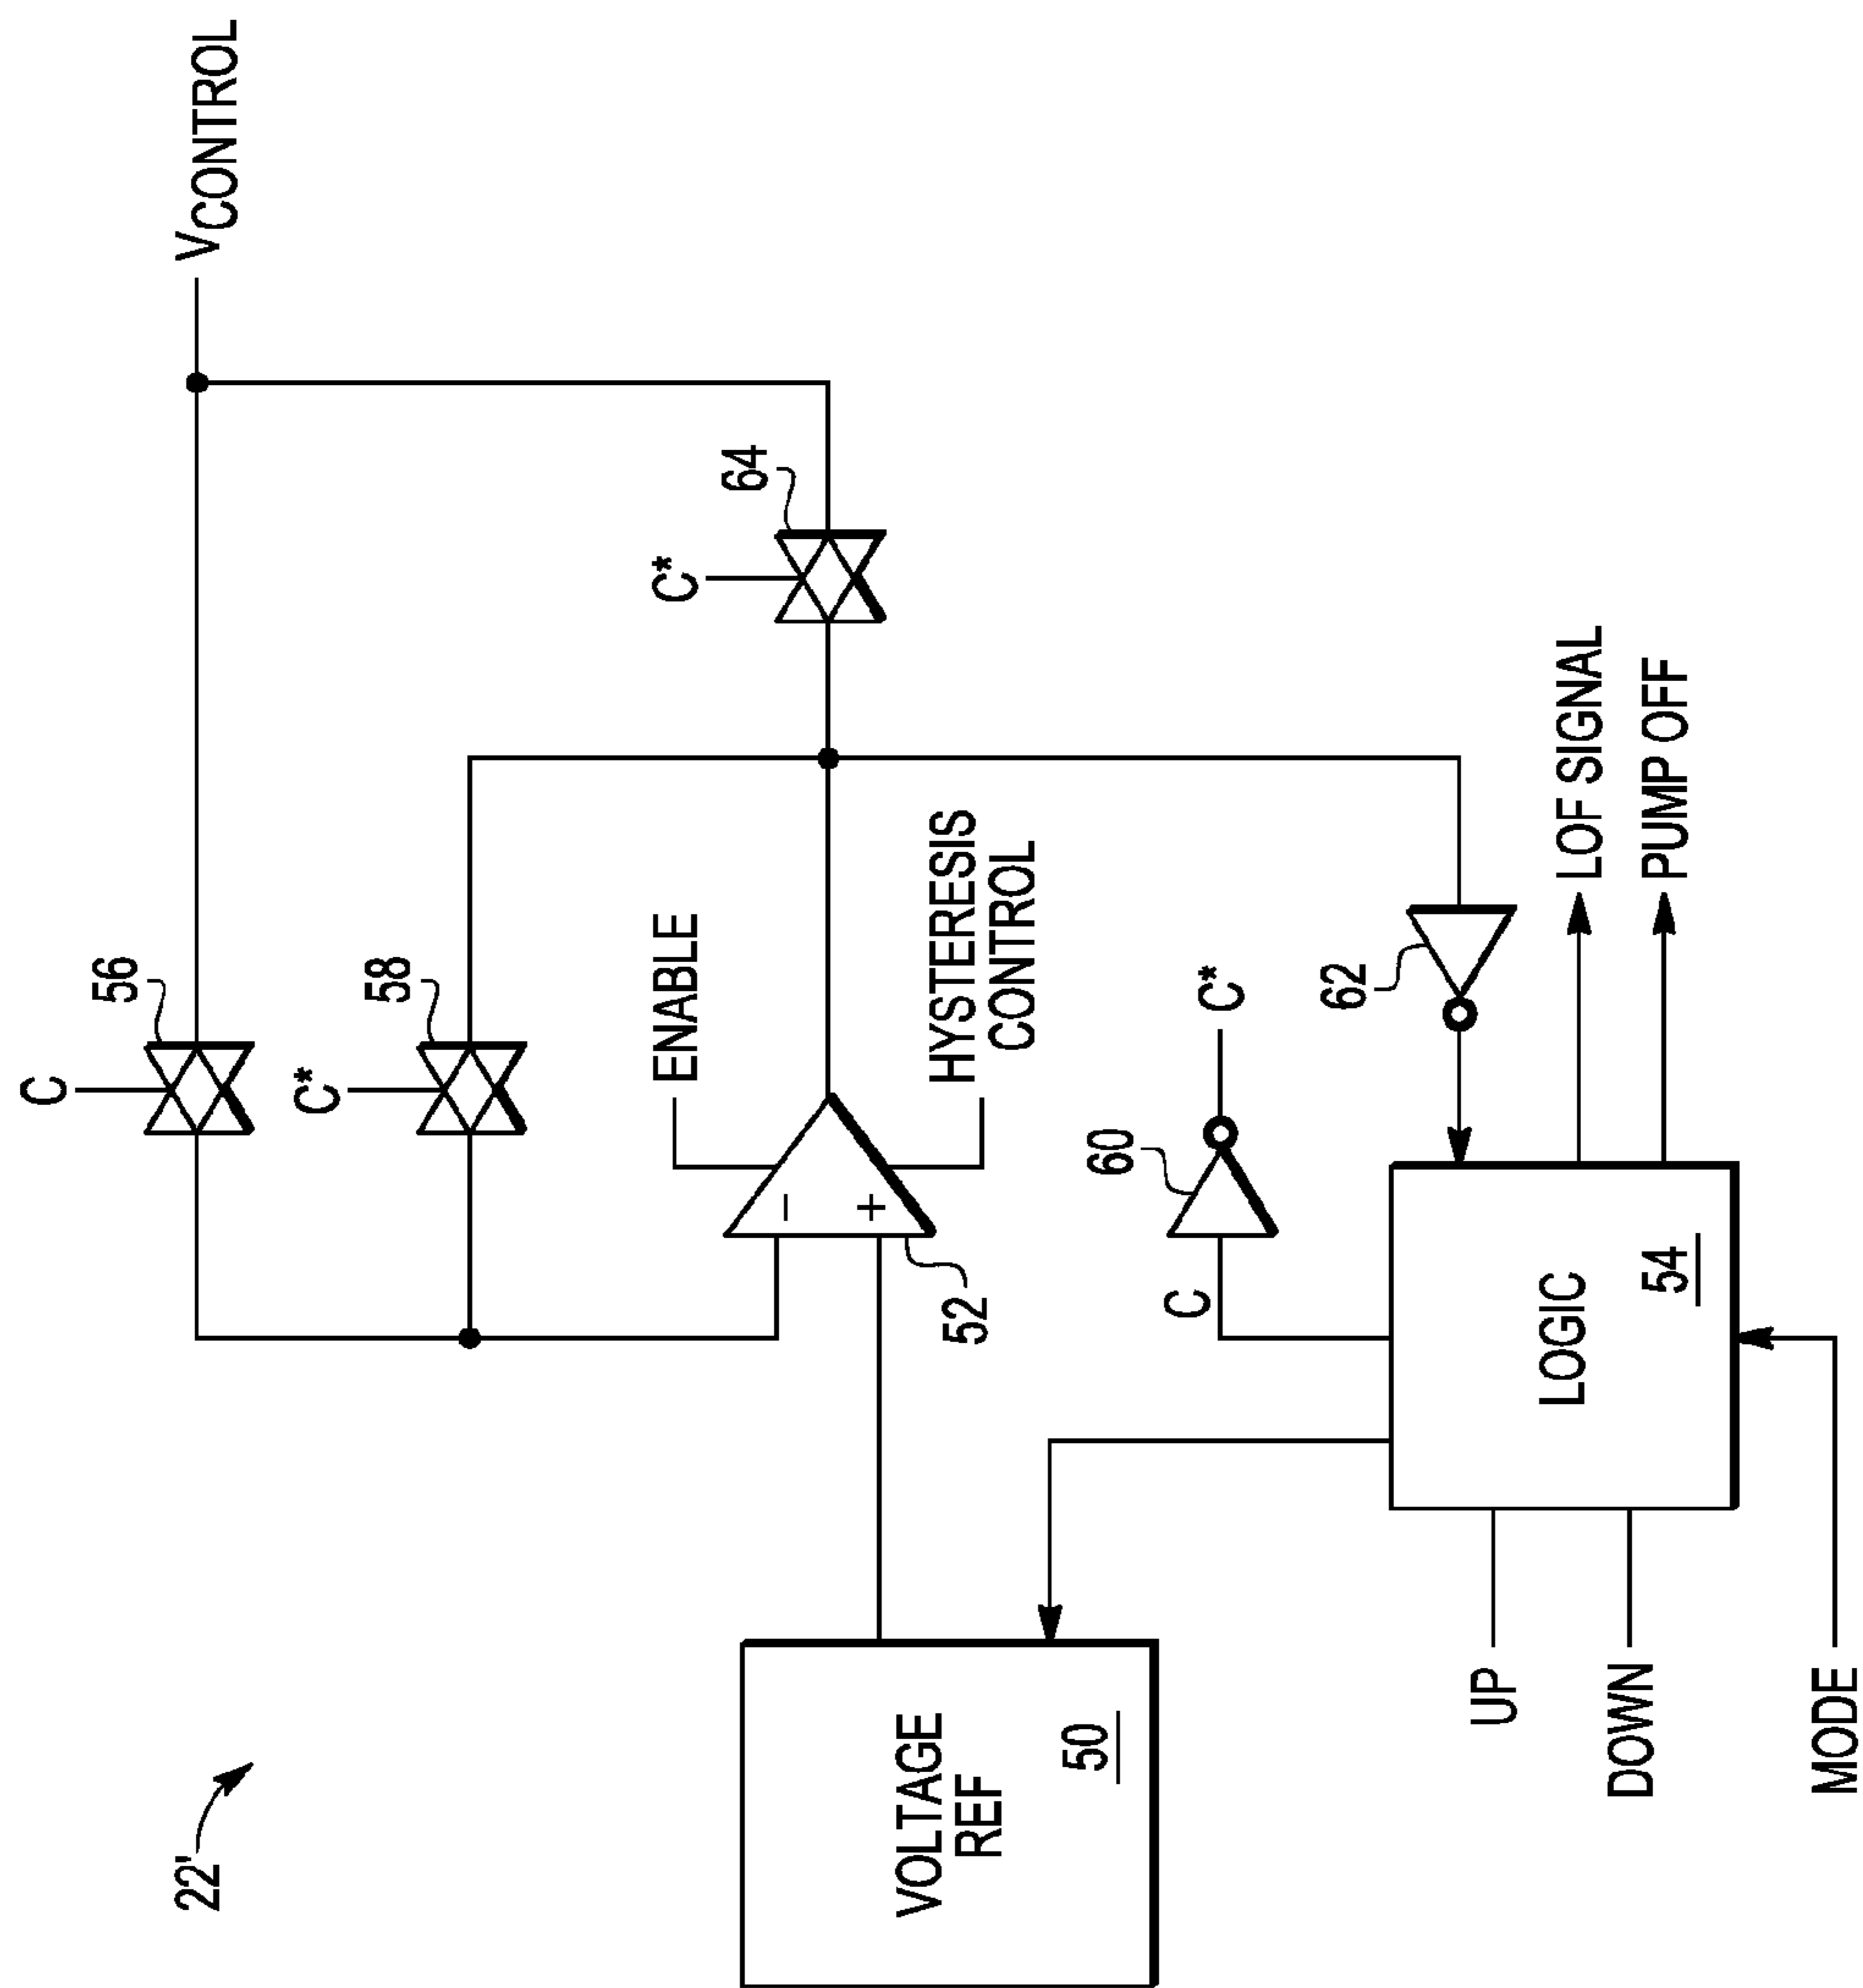 22'
C
56
VCONTROL
C*
58
ENABLE
C*
64
HYSTERESIS
CONTROL
52
VOLTAGE
REF
50
C
60
C*
62
UP
DOWN
MODE
LOGIC
54
LOF SIGNAL
PUMP OFF